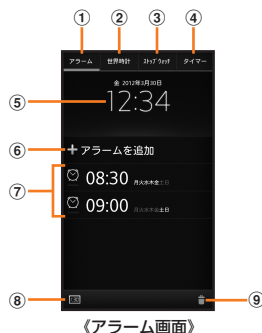 ① ② ③ ④
アラーム 世界時計 ｽﾄｯﾌﾟｳｫｯﾁ タイマー
金 2012年3月30日
⑤ 12:34
⑥ アラームを追加
⑦ 08:30 月火水木金土日
09:00 月火水木金土日
⑧ ⑨
《アラーム画面》